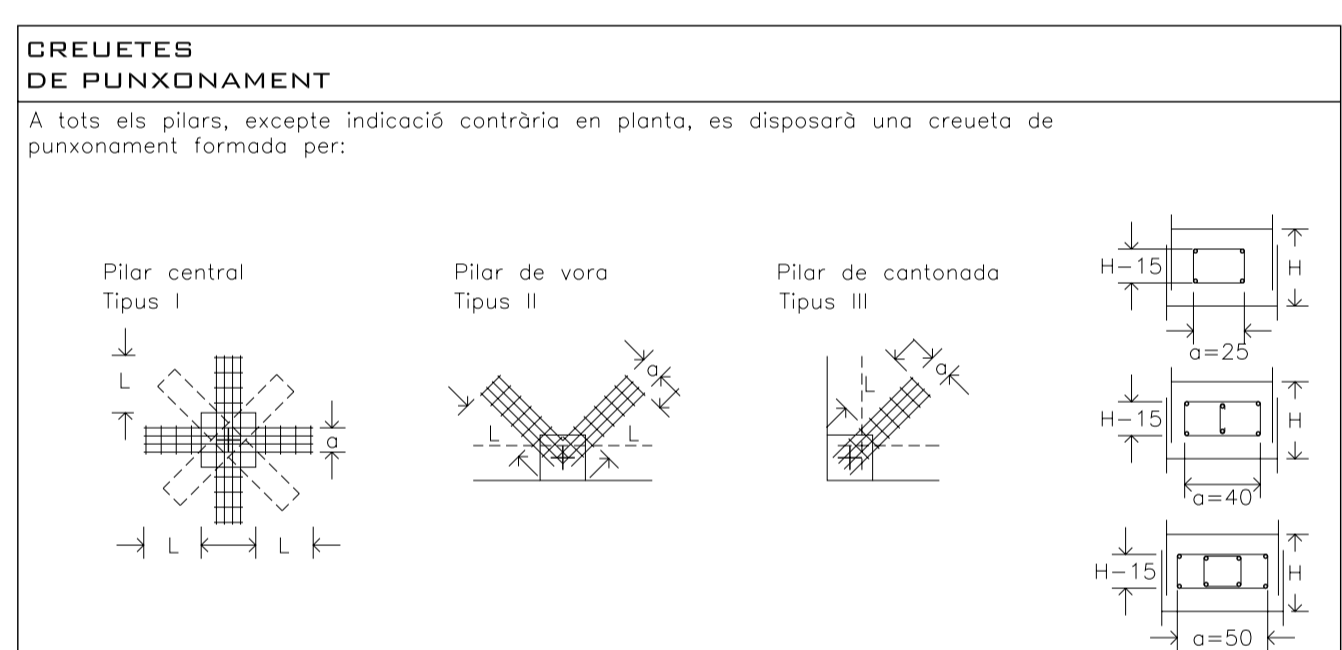 CREUETES
DE PUNXONAMENT
A tots els pilars, excepte indicació contrària en planta, es disposarà una creueta de
punxonament formada per:
Pilar central
Tipus I
L
a
L
L
Pilar de vora
Tipus II
a
L
L
Pilar de cantonada
Tipus III
L
a
H-15
H
a=25
H-15
H
a=40
H-15
H
a=50